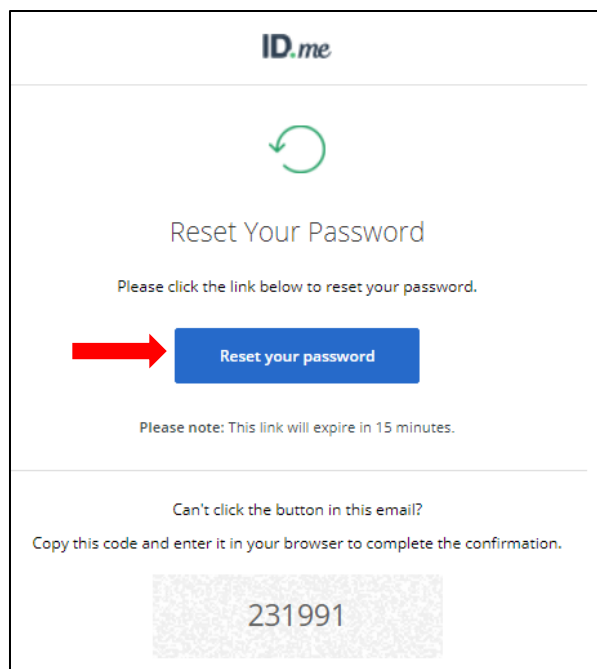 ID.me
Reset Your Password
Please click the link below to reset your password.
Reset your password
Please note: This link will expire in 15 minutes.
Can't click the button in this email?
Copy this code and enter it in your browser to complete the confirmation.
231991